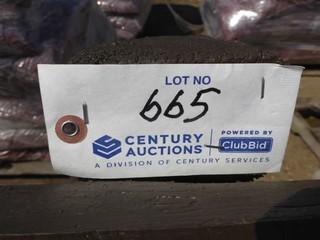 LOT NO
665
CENTURY AUCTIONS
POWERED BY
ClubBid
A DIVISION OF CENTURY SERVICES